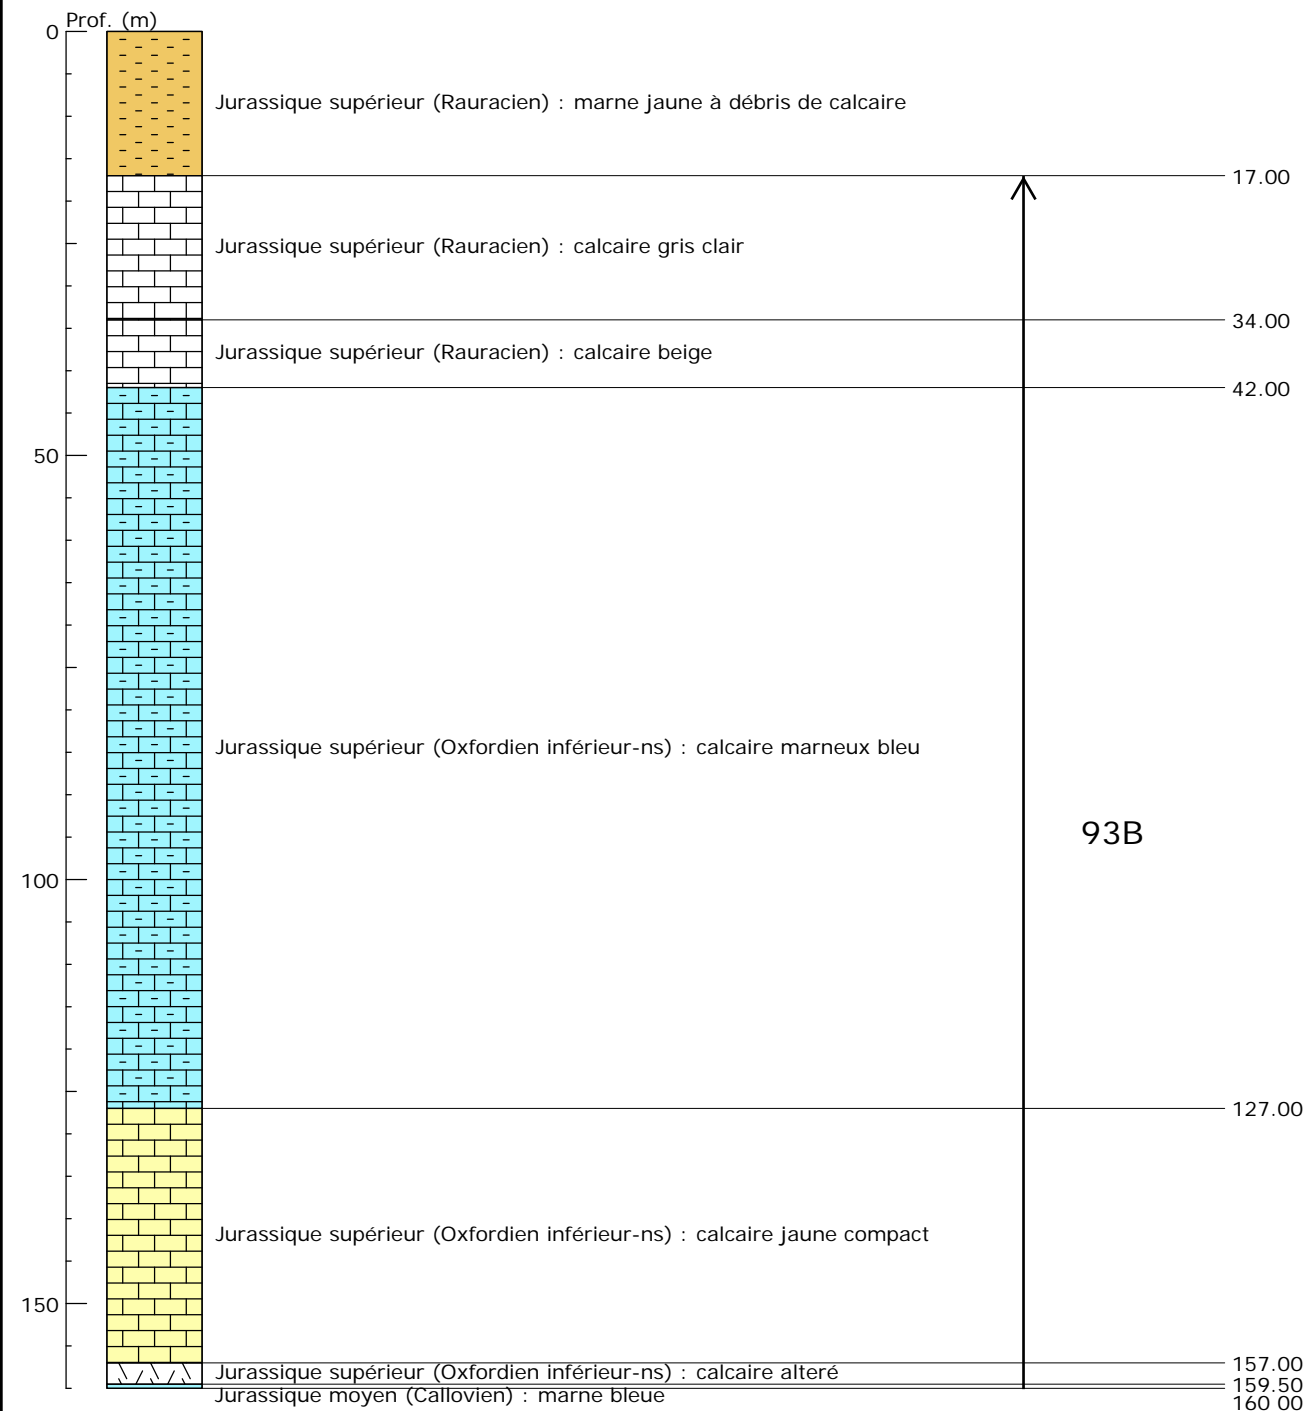 Prof. (m)
0
Jurassique supérieur (Rauracien) : marne jaune à débris de calcaire
17.00
Jurassique supérieur (Rauracien) : calcaire gris clair
34.00
Jurassique supérieur (Rauracien) : calcaire beige
42.00
50
Jurassique supérieur (Oxfordien inférieur-ns) : calcaire marneux bleu
93B
100
127.00
Jurassique supérieur (Oxfordien inférieur-ns) : calcaire jaune compact
150
157.00
Jurassique supérieur (Oxfordien inférieur-ns) : calcaire alteré
159.50
Jurassique moyen (Callovien) : marne bleue
160 00